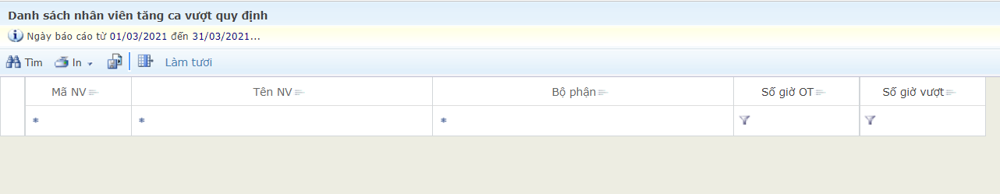 Danh sách nhân viên tăng ca vượt quy định
Ngày báo cáo từ 01/03/2021 đến 31/03/2021...
Tìm In Làm tươi
Mã NV Tên NV Bộ phận Số giờ OT Số giờ vượt
* * *